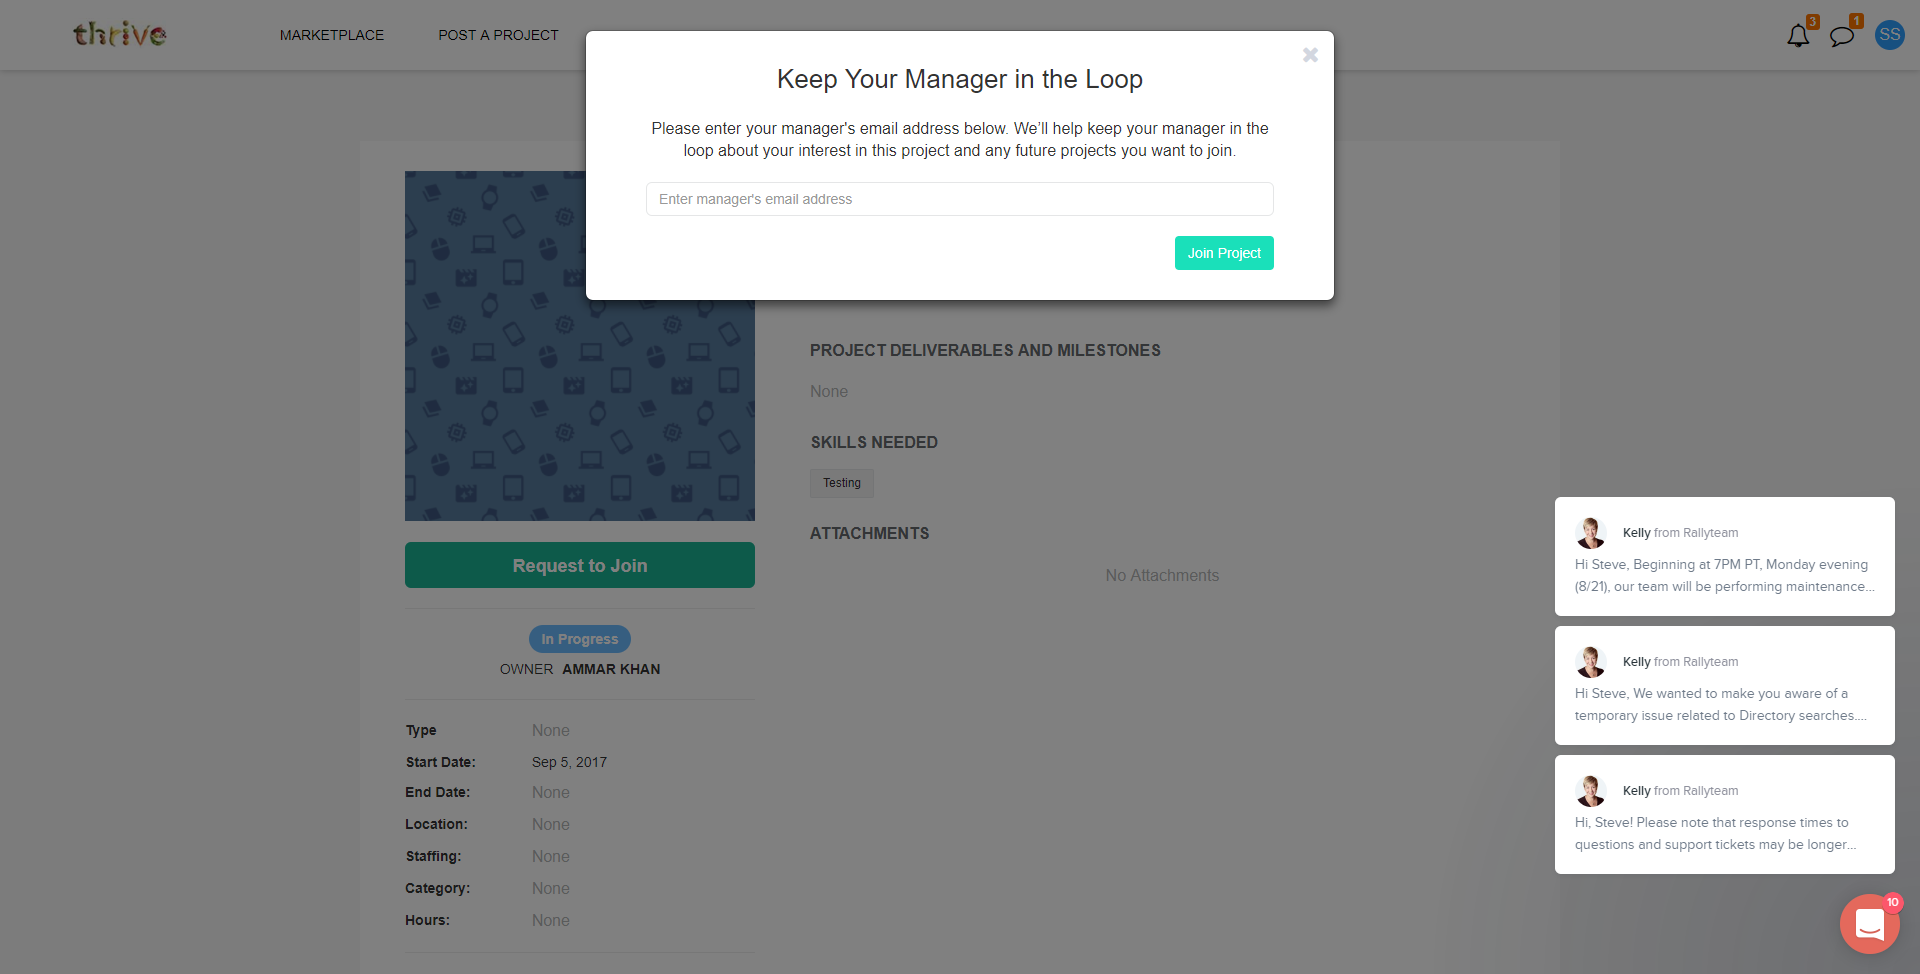 thrive
MARKETPLACE
POST A PROJECT
3
1
SS
Keep Your Manager in the Loop
Please enter your manager's email address below. We'll help keep your manager in the
loop about your interest in this project and any future projects you want to join.
Enter manager's email address
Join Project
Request to Join
In Progress
OWNER AMMAR KHAN
Type None
Start Date: Sep 5, 2017
End Date: None
Location: None
Staffing: None
Category: None
Hours: None
PROJECT DELIVERABLES AND MILESTONES
None
SKILLS NEEDED
Testing
ATTACHMENTS
No Attachments
Kelly from Rallyteam
Hi Steve, Beginning at 7PM PT, Monday evening
(8/21), our team will be performing maintenance...
Kelly from Rallyteam
Hi Steve, We wanted to make you aware of a
temporary issue related to Directory searches....
Kelly from Rallyteam
Hi, Steve! Please note that response times to
questions and support tickets may be longer...
10